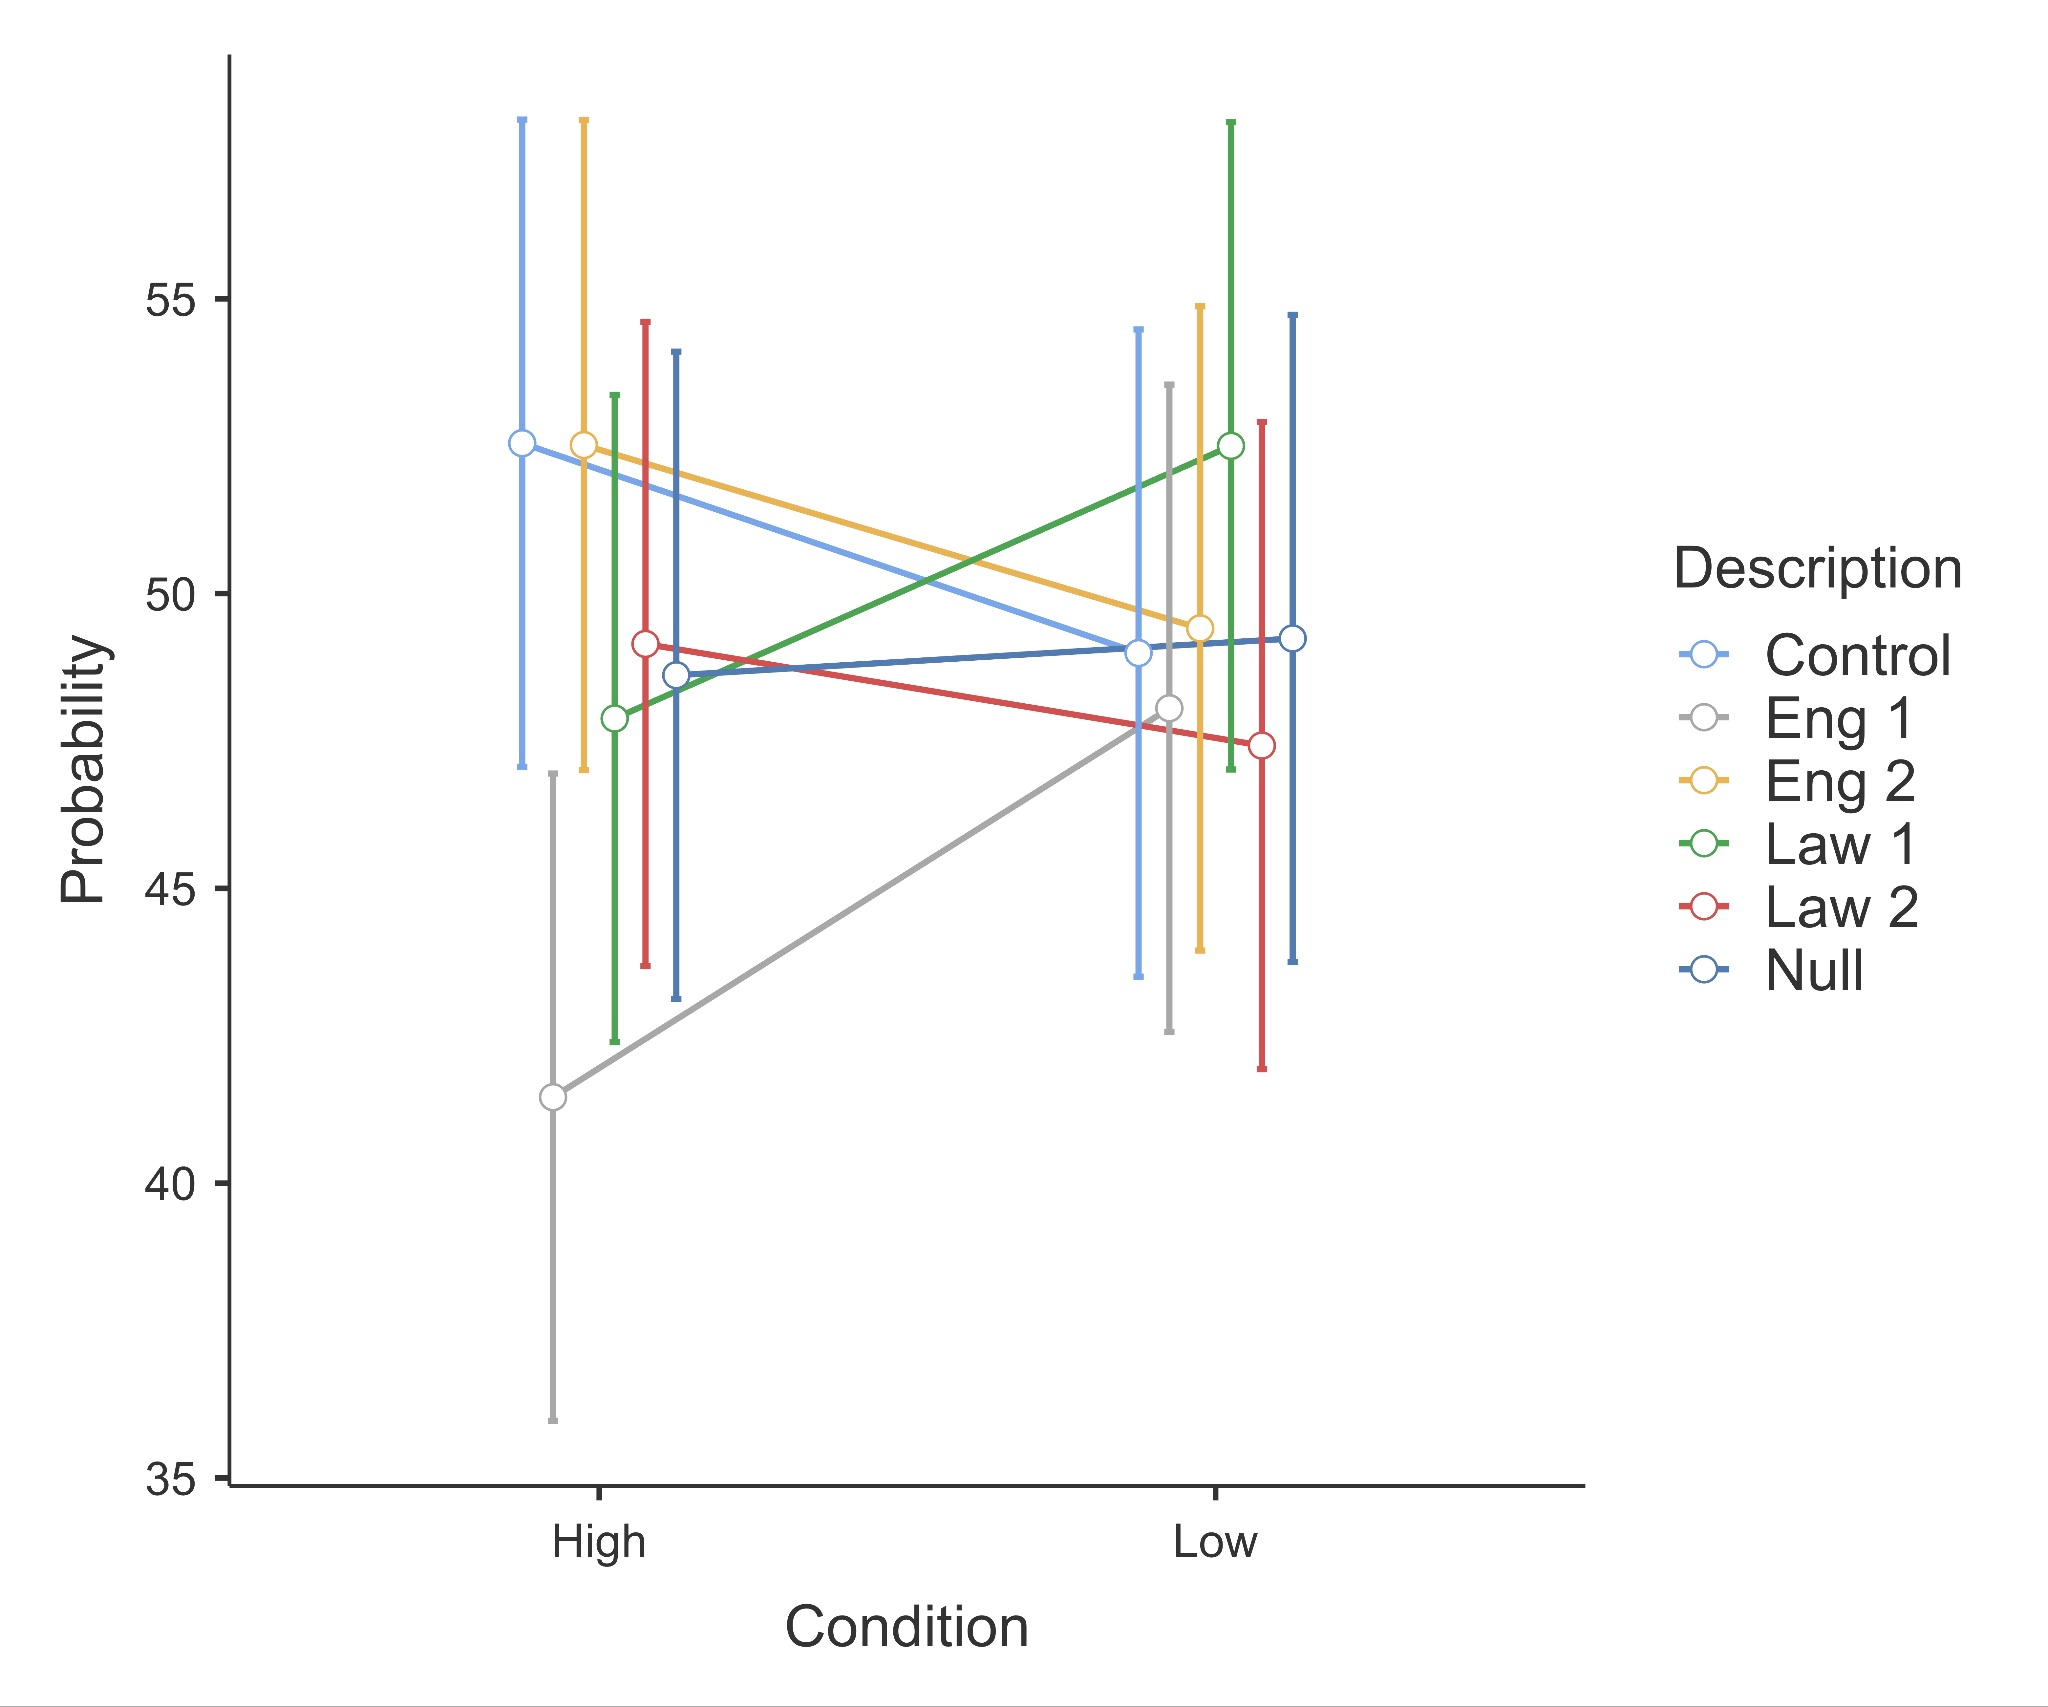 55
50
45
40
35
Probability
High
Low
Condition
Description
Control
Eng 1
Eng 2
Law 1
Law 2
Null